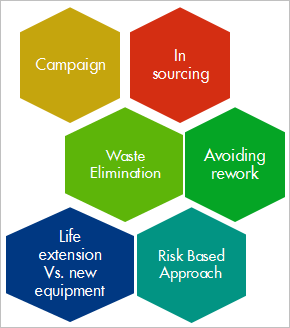 Campaign
In
sourcing
Waste
Elimination
Avoiding
rework
Life
extension
Vs. new
equipment
Risk Based
Approach